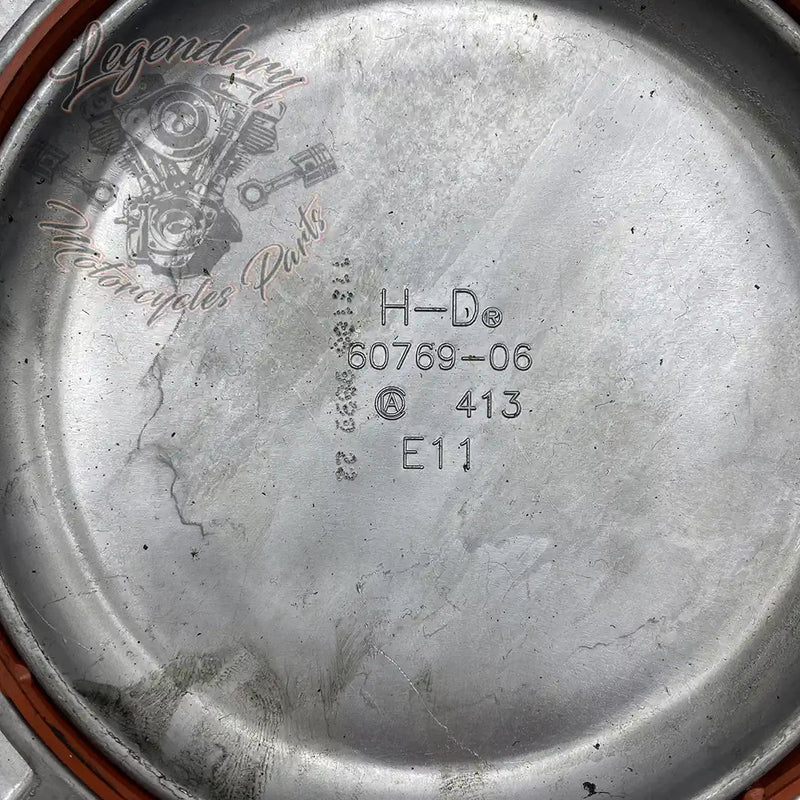 Legendary
Motorcycles Parts
H-D®
60769-06
Ⓐ 413
E11